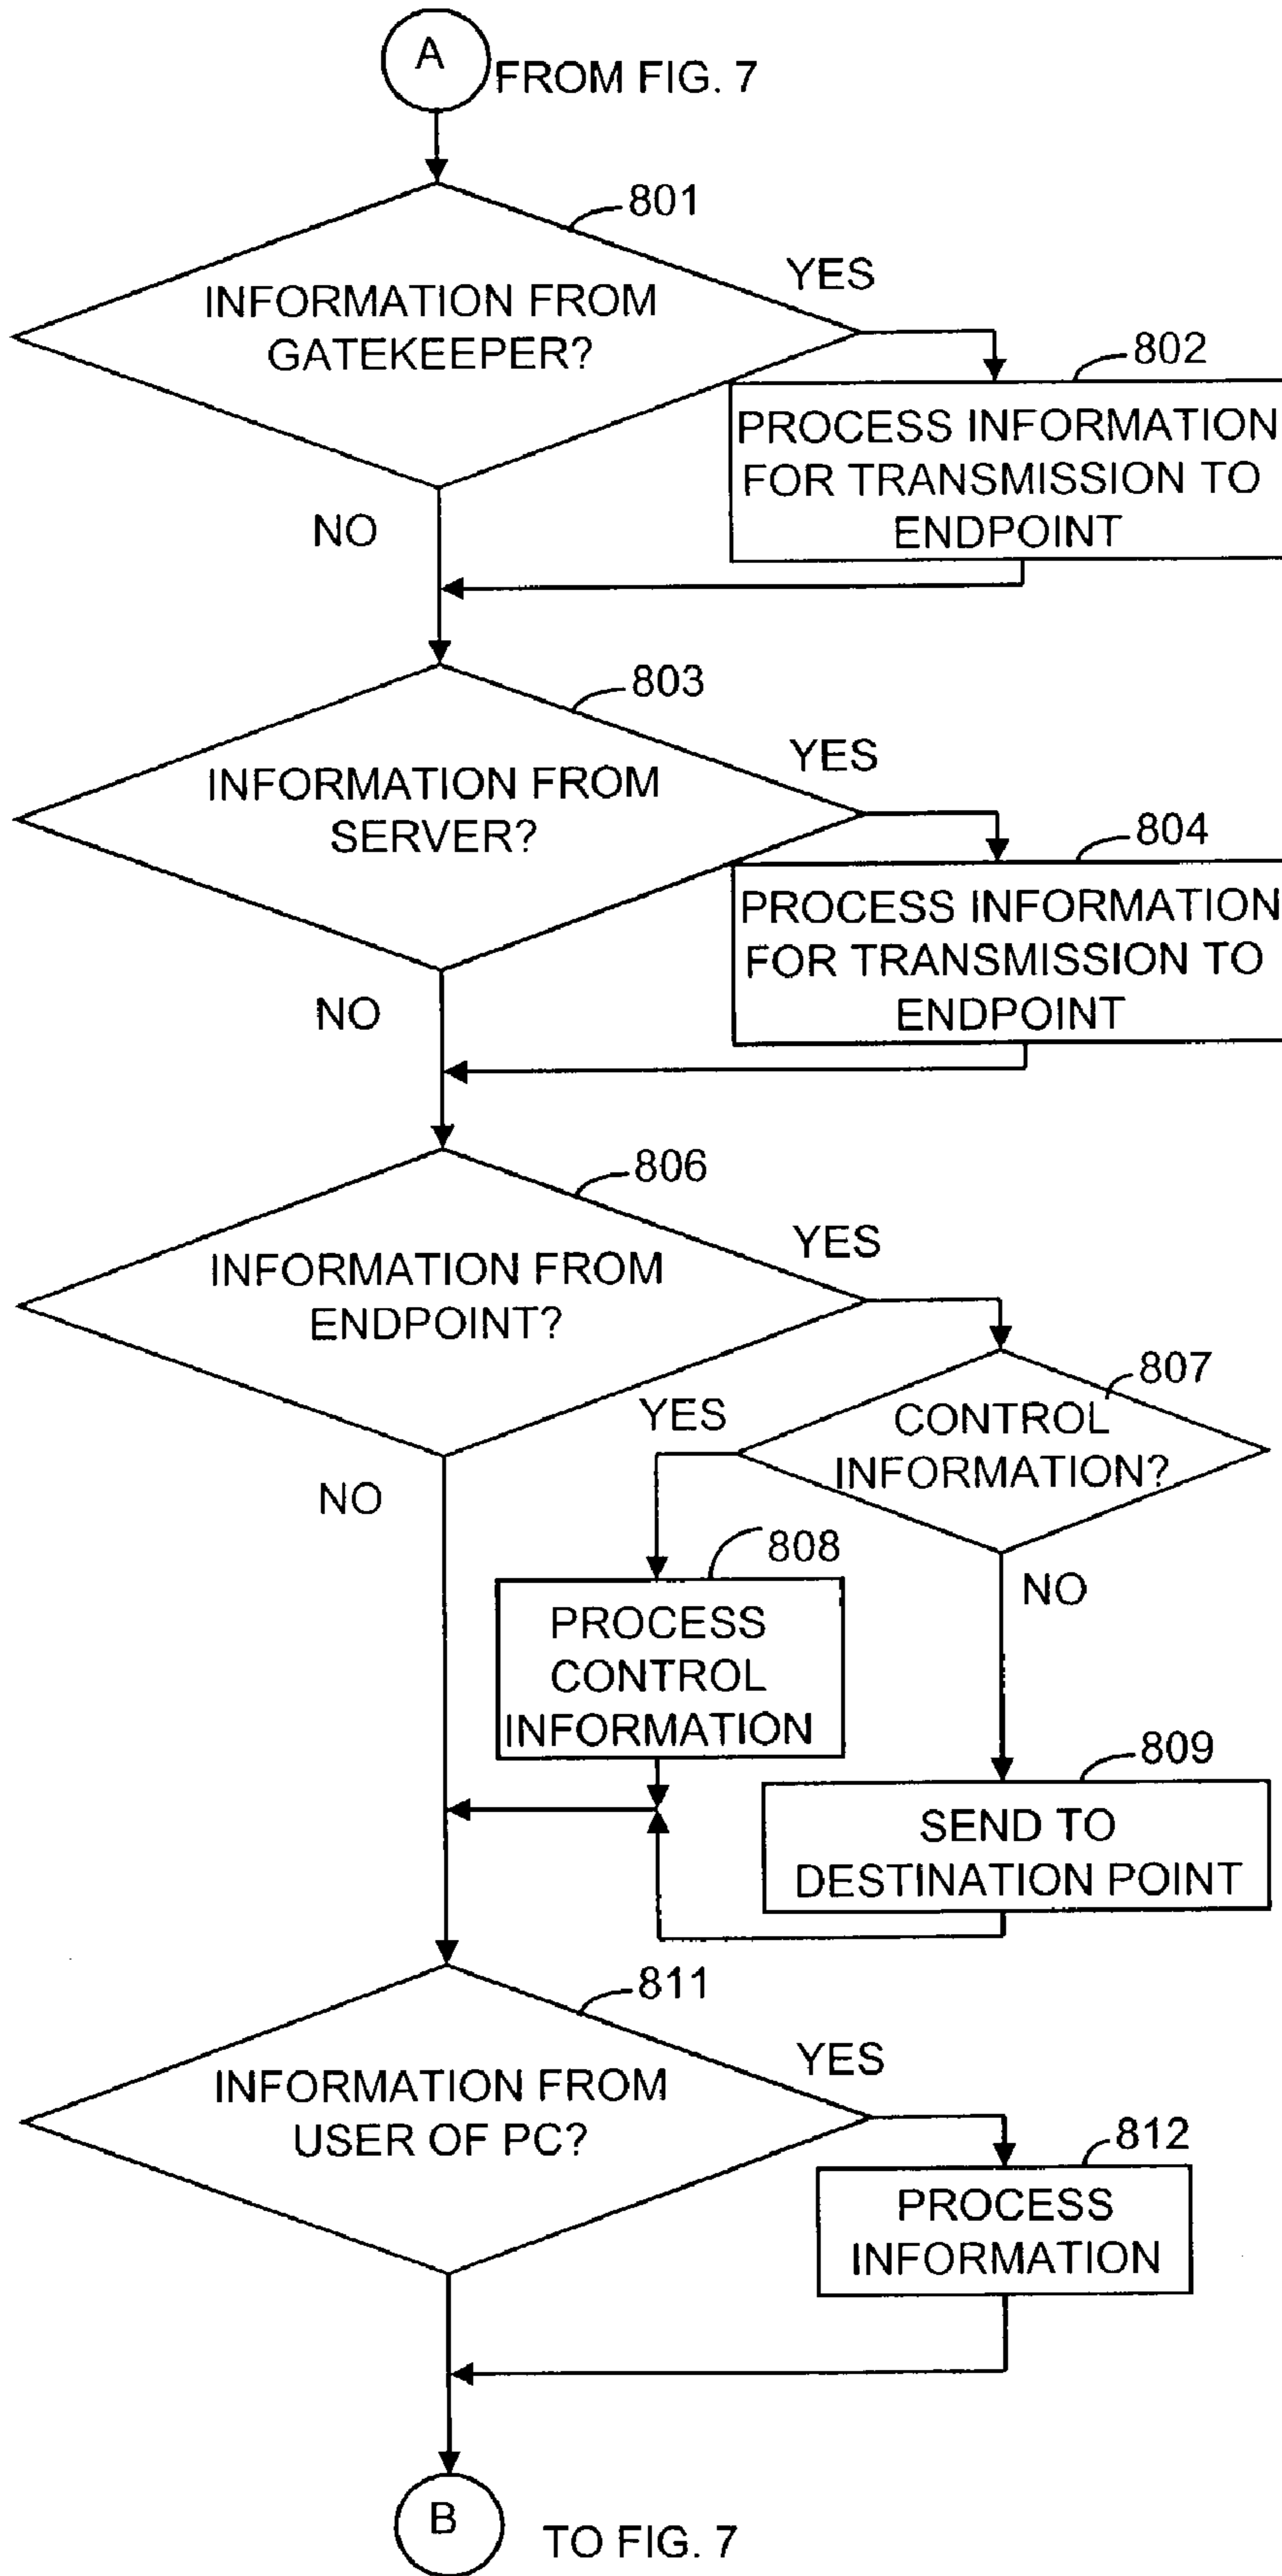 A
FROM FIG. 7
801
INFORMATION FROM
GATEKEEPER?
YES
802
PROCESS INFORMATION
FOR TRANSMISSION TO
ENDPOINT
NO
803
INFORMATION FROM
SERVER?
YES
804
PROCESS INFORMATION
FOR TRANSMISSION TO
ENDPOINT
NO
806
INFORMATION FROM
ENDPOINT?
YES
807
CONTROL
INFORMATION?
YES
NO
808
PROCESS
CONTROL
INFORMATION
NO
809
SEND TO
DESTINATION POINT
811
INFORMATION FROM
USER OF PC?
YES
812
PROCESS
INFORMATION
B
TO FIG. 7